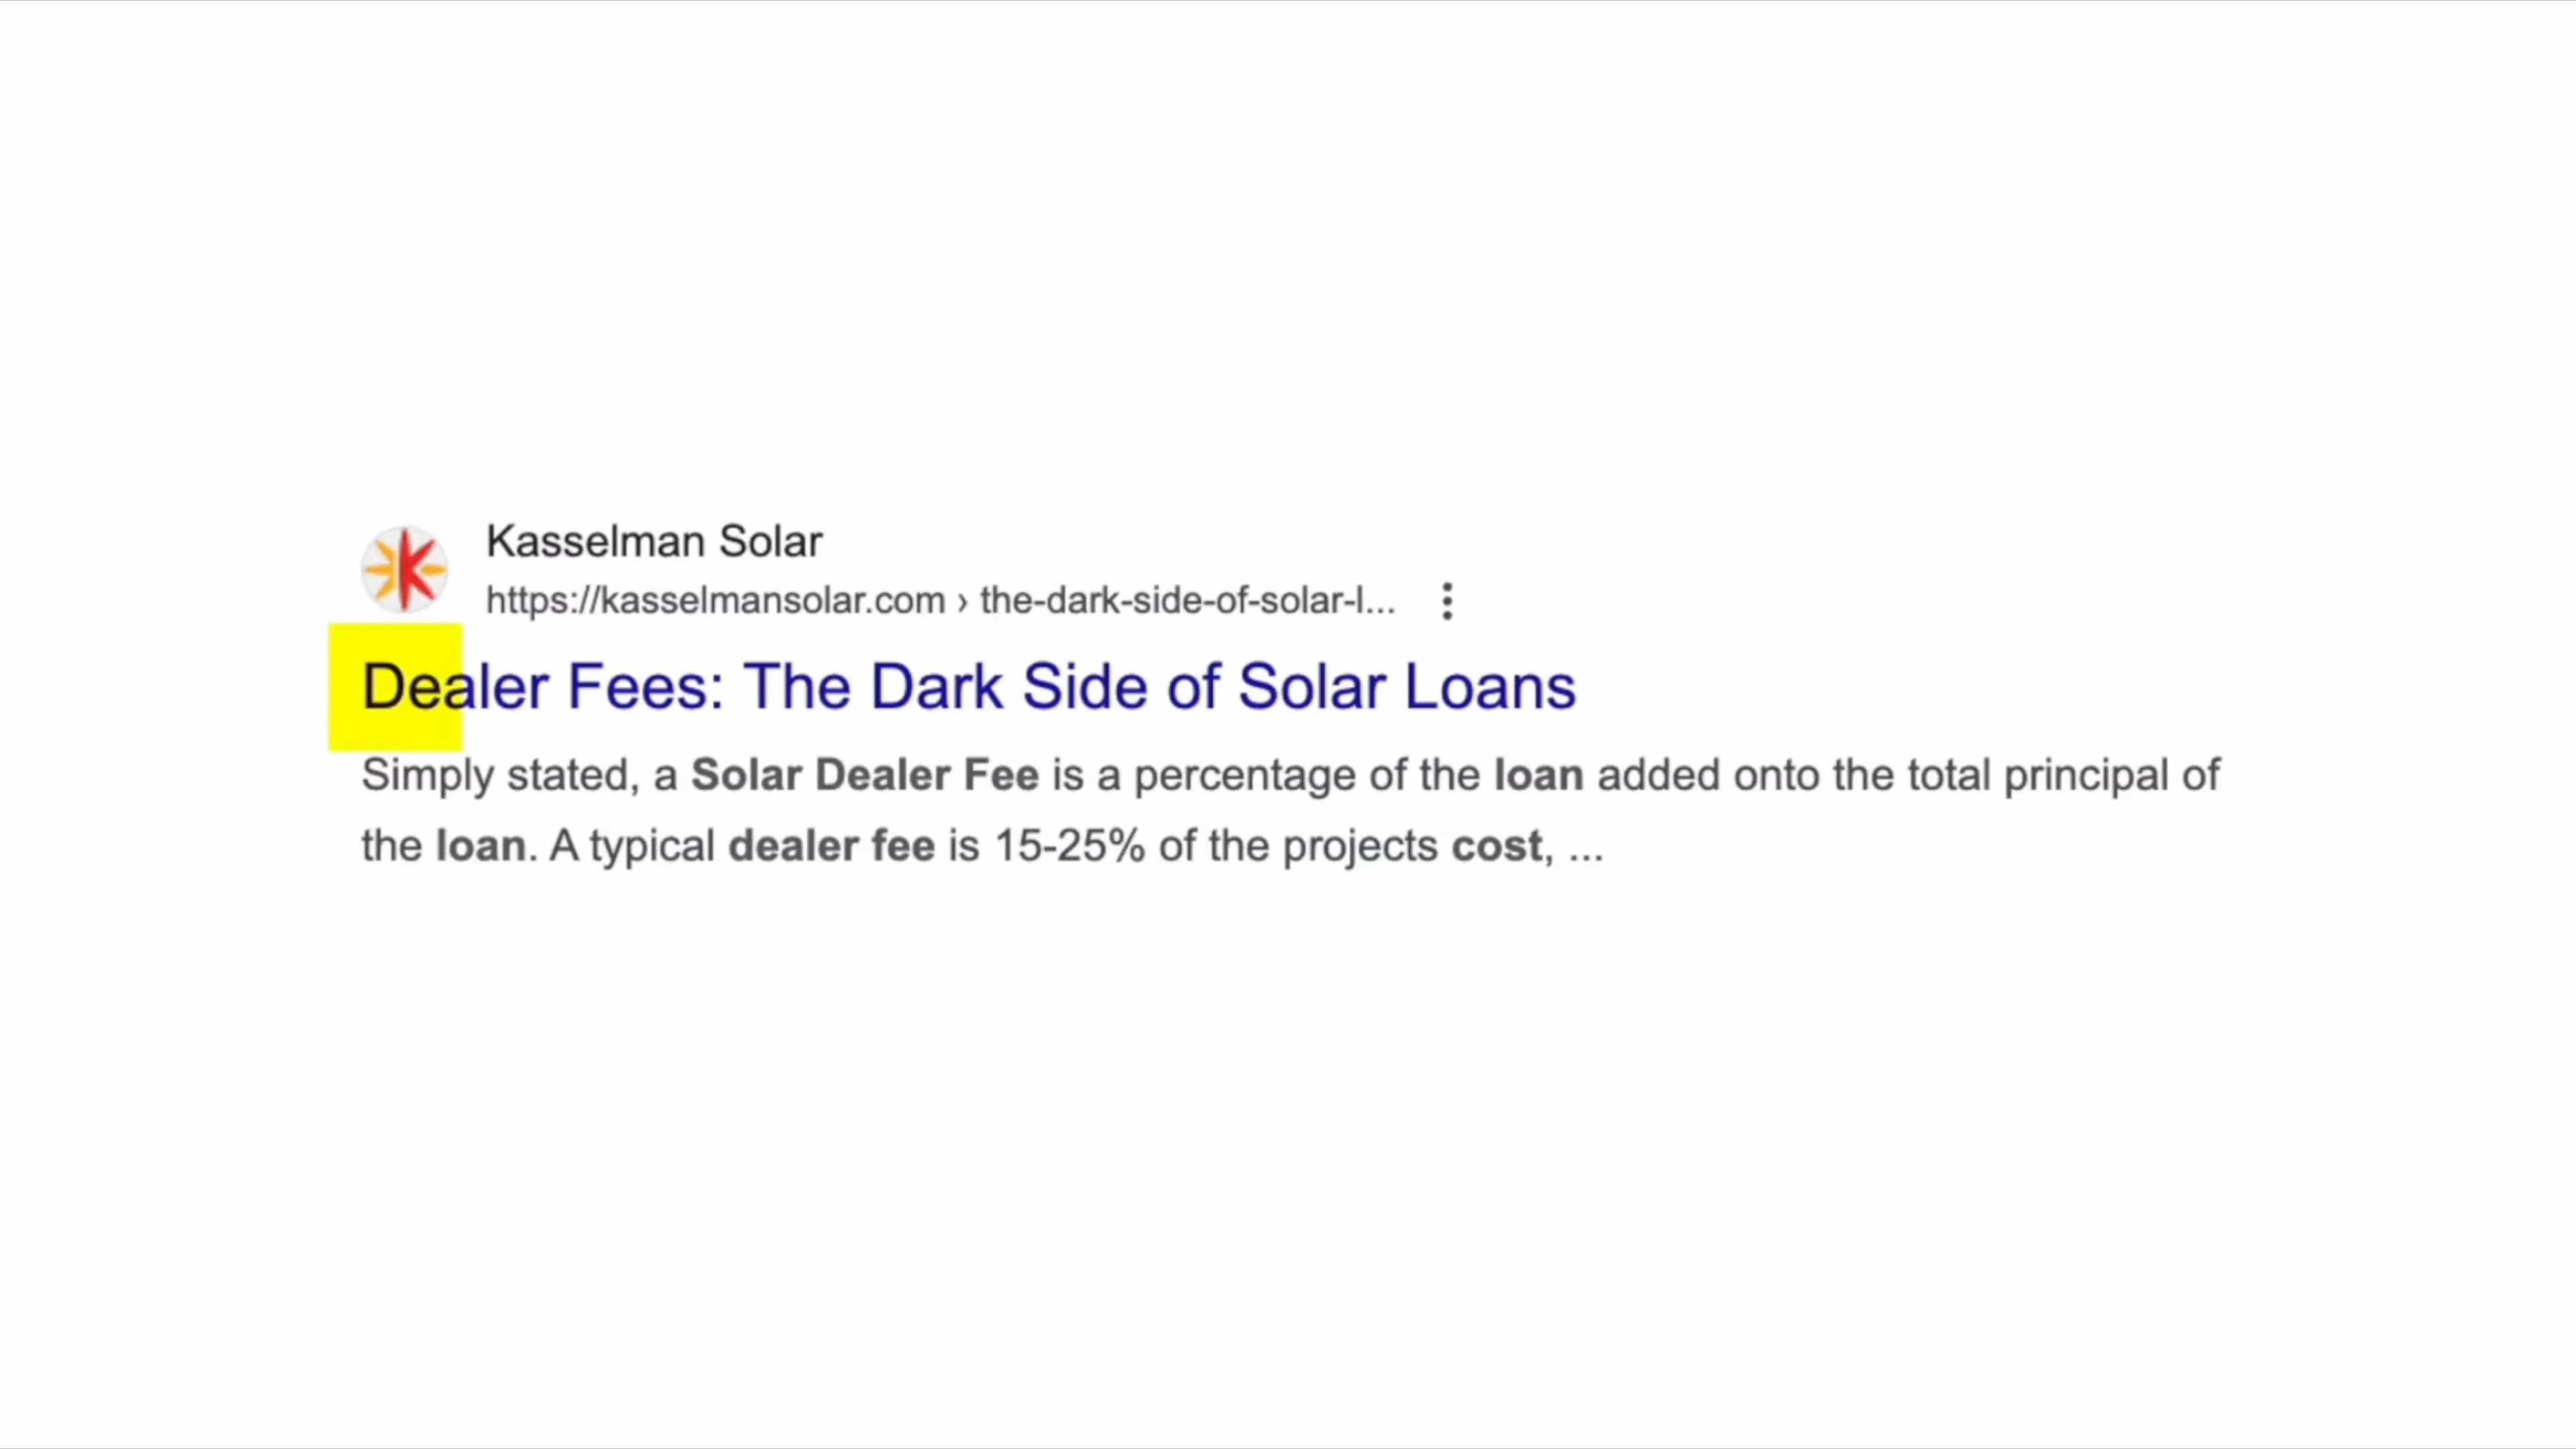 Kasselman Solar
https://kasselmansolar.com › the-dark-side-of-solar-l...
Dealer Fees: The Dark Side of Solar Loans
Simply stated, a Solar Dealer Fee is a percentage of the loan added onto the total principal of
the loan. A typical dealer fee is 15-25% of the projects cost, ...